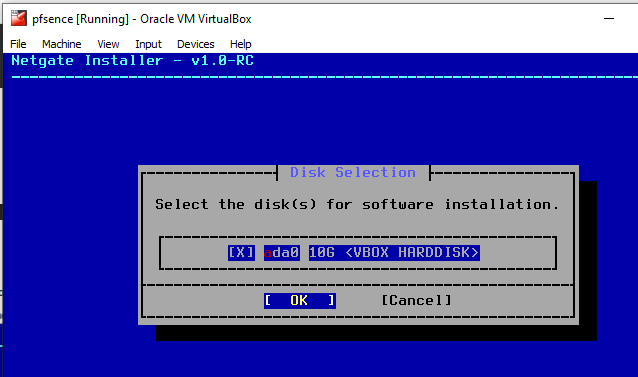 pfsence [Running] - Oracle VM VirtualBox
File Machine View Input Devices Help
Netgate Installer - v1.0-RC
Disk Selection
Select the disk(s) for software installation.
[X] ada0 10G <VBOX HARDDISK>
[ OK ] [Cancel]